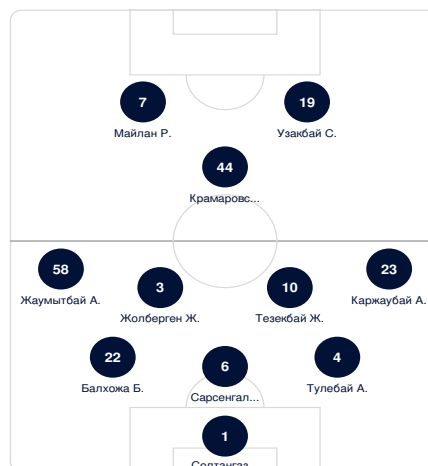 7
19
Майлан Р.
Узакбай С.
44
Крамаровс...
58
23
3
10
Жаумытбай А.
Каржаубай А.
Жолберген Ж.
Тезекбай Ж.
22
6
4
Балхожа Б.
Тулебай А.
Сарсенгал...
1